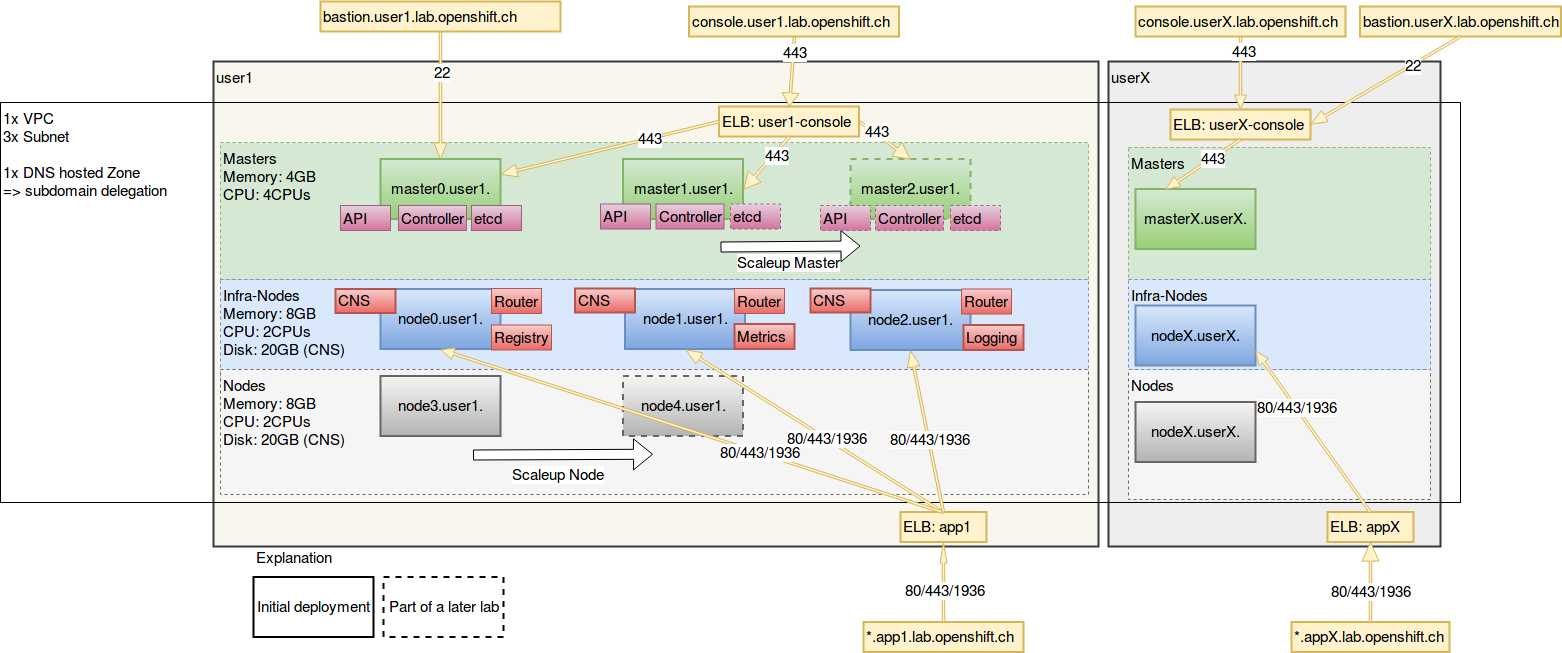 bastion.user1.lab.openshift.ch
console.user1.lab.openshift.ch
console.userX.lab.openshift.ch
bastion.userX.lab.openshift.ch
22
443
443
22
user1
userX
1x VPC
3x Subnet
1x DNS hosted Zone
=> subdomain delegation
ELB: user1-console
ELB: userX-console
443
443
443
443
Masters
Memory: 4GB
CPU: 4CPUs
master0.user1.
API
Controller
etcd
master1.user1.
API
Controller
etcd
master2.user1.
API
Controller
etcd
Scaleup Master
Masters
masterX.userX.
Infra-Nodes
Memory: 8GB
CPU: 2CPUs
Disk: 20GB (CNS)
CNS
node0.user1.
Router
Registry
CNS
node1.user1.
Router
Metrics
CNS
node2.user1.
Router
Logging
Infra-Nodes
nodeX.userX.
Nodes
Memory: 8GB
CPU: 2CPUs
Disk: 20GB (CNS)
node3.user1.
node4.user1.
Scaleup Node
80/443/1936
80/443/1936
80/443/1936
Nodes
nodeX.userX.
80/443/1936
ELB: app1
ELB: appX
Explanation
Initial deployment
Part of a later lab
80/443/1936
80/443/1936
*.app1.lab.openshift.ch
*.appX.lab.openshift.ch